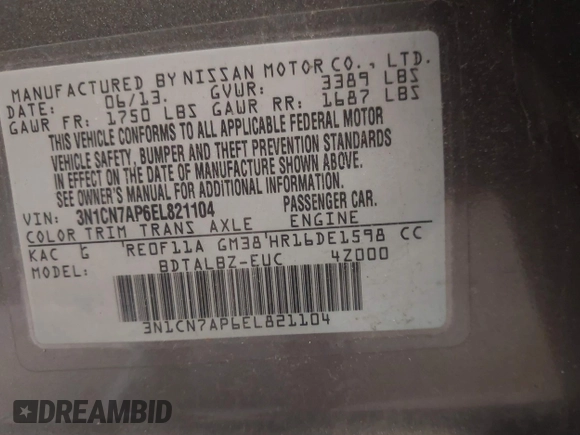 MANUFACTURED BY NISSAN MOTOR CO., LTD.
DATE: 06/13. GVWR: 3389 LBS
GAWR FR: 1750 LBS GAWR RR: 1687 LBS
THIS VEHICLE CONFORMS TO ALL APPLICABLE FEDERAL MOTOR
VEHICLE SAFETY, BUMPER AND THEFT PREVENTION STANDARDS
IN EFFECT ON THE DATE OF MANUFACTURE SHOWN ABOVE.
SEE OWNER'S MANUAL FOR ADDITIONAL INFORMATION.
VIN: 3N1CN7AP6EL821104 PASSENGER CAR.
COLOR TRIM TRANS AXLE ENGINE
KAC G 'RE0F11A GM38'HR16DE1598 CC
MODEL: BDTALBZ-EUC 4Z000
3N1CN7AP6EL821104
DREAMBID